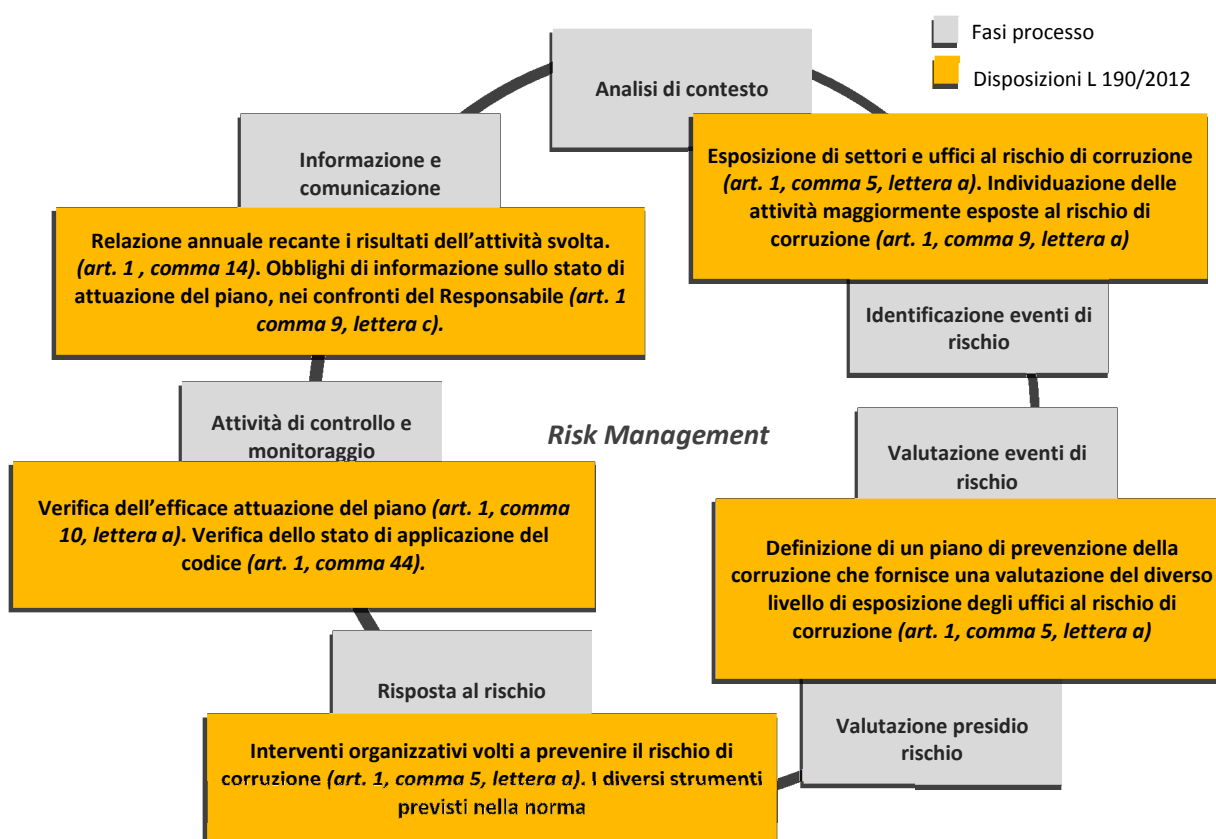 Fasi processo
Disposizioni L 190/2012
Analisi di contesto
Esposizione di settori e uffici al rischio di corruzione
(art. 1, comma 5, lettera a). Individuazione delle
attività maggiormente esposte al rischio di
corruzione (art. 1, comma 9, lettera a)
Identificazione eventi di
rischio
Valutazione eventi di
rischio
Definizione di un piano di prevenzione della
corruzione che fornisce una valutazione del diverso
livello di esposizione degli uffici al rischio di
corruzione (art. 1, comma 5, lettera a)
Valutazione presidio
rischio
Risposta al rischio
Interventi organizzativi volti a prevenire il rischio di
corruzione (art. 1, comma 5, lettera a). I diversi strumenti
previsti nella norma
Attività di controllo e
monitoraggio
Verifica dell’efficace attuazione del piano (art. 1, comma
10, lettera a). Verifica dello stato di applicazione del
codice (art. 1, comma 44).
Informazione e
comunicazione
Relazione annuale recante i risultati dell’attività svolta.
(art. 1 , comma 14). Obblighi di informazione sullo stato di
attuazione del piano, nei confronti del Responsabile (art. 1
comma 9, lettera c).
Risk Management